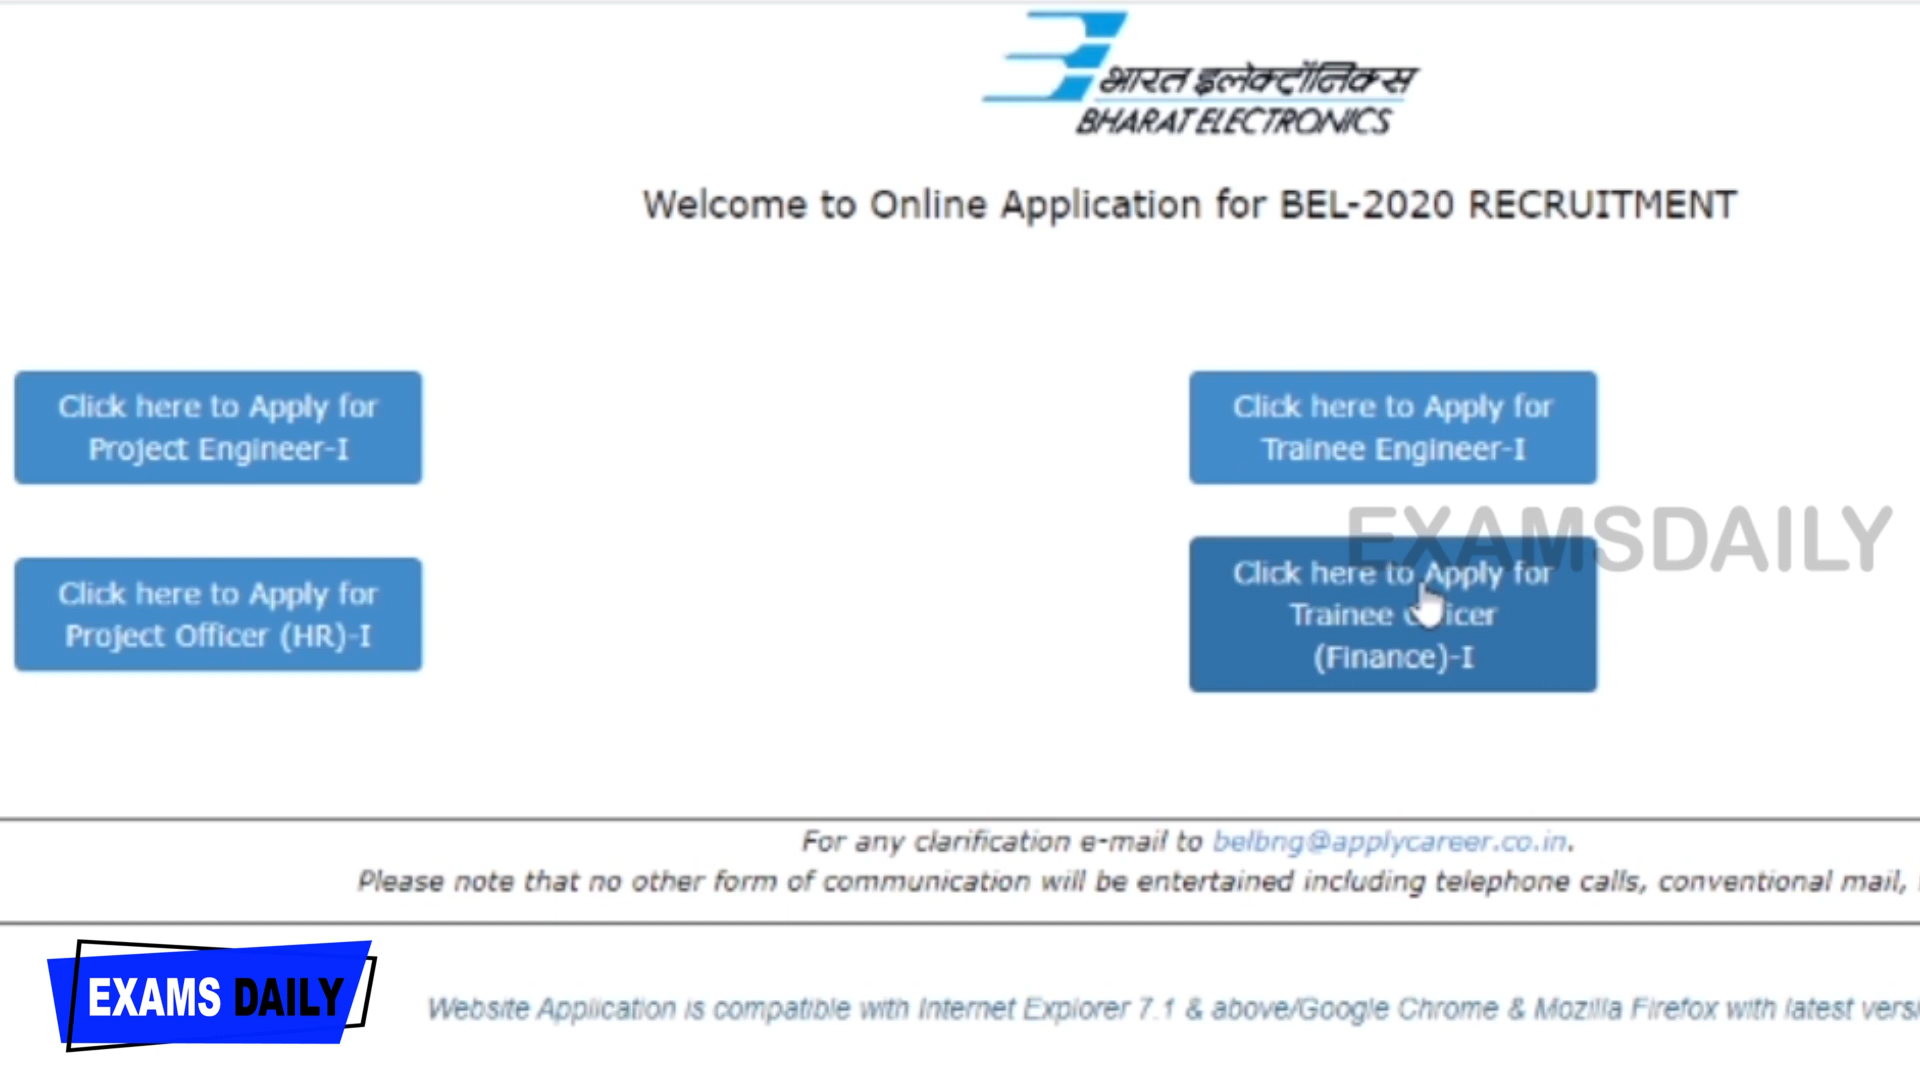 भारत इलेक्ट्रॉनिक्स
BHARAT ELECTRONICS
Welcome to Online Application for BEL-2020 RECRUITMENT
Click here to Apply for
Project Engineer-I
Click here to Apply for
Trainee Engineer-I
Click here to Apply for
Project Officer (HR)-I
EXAMSDAILY
Click here to Apply for
Trainee
(Finance)-I
For any clarification e-mail to belbng@applycareer.co.in.
Please note that no other form of communication will be entertained including telephone calls, conventional mail,
EXAMS DAILY
Website Application is compatible with Internet Explorer 7.1 & above/Google Chrome & Mozilla Firefox with latest